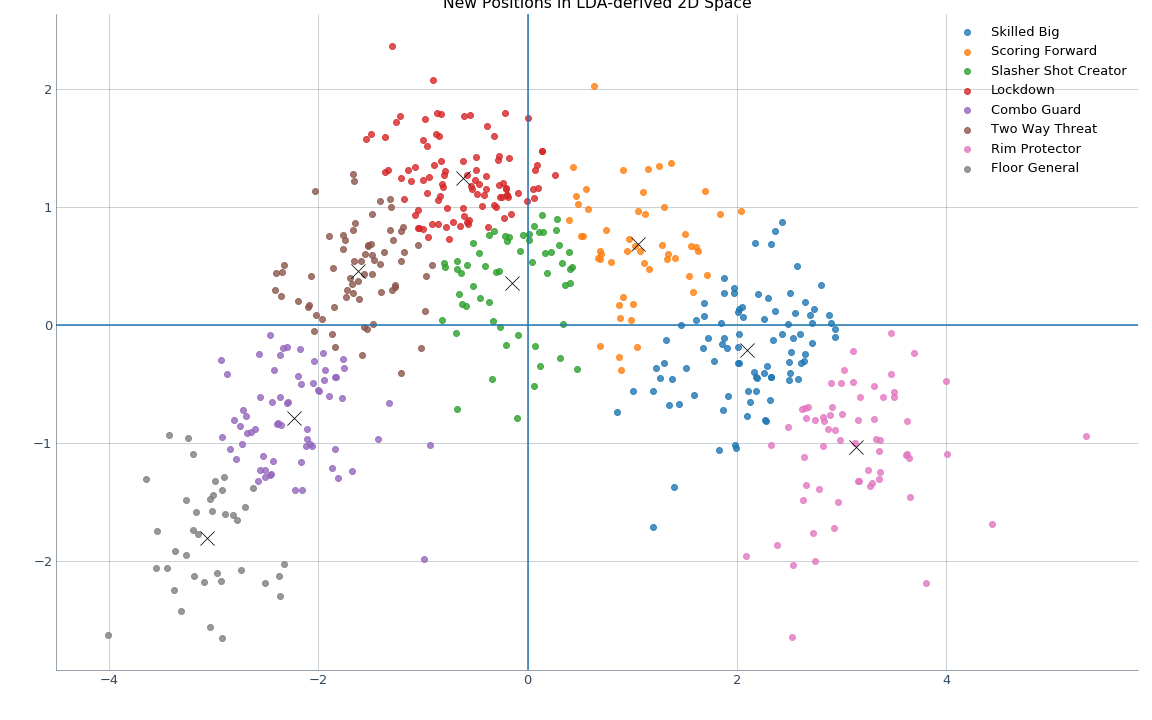 New Positions in LDA-derived 2D Space
Skilled Big
Scoring Forward
Slasher Shot Creator
Lockdown
Combo Guard
Two Way Threat
Rim Protector
Floor General
2
1
0
−1
−2
−4
−2
0
2
4